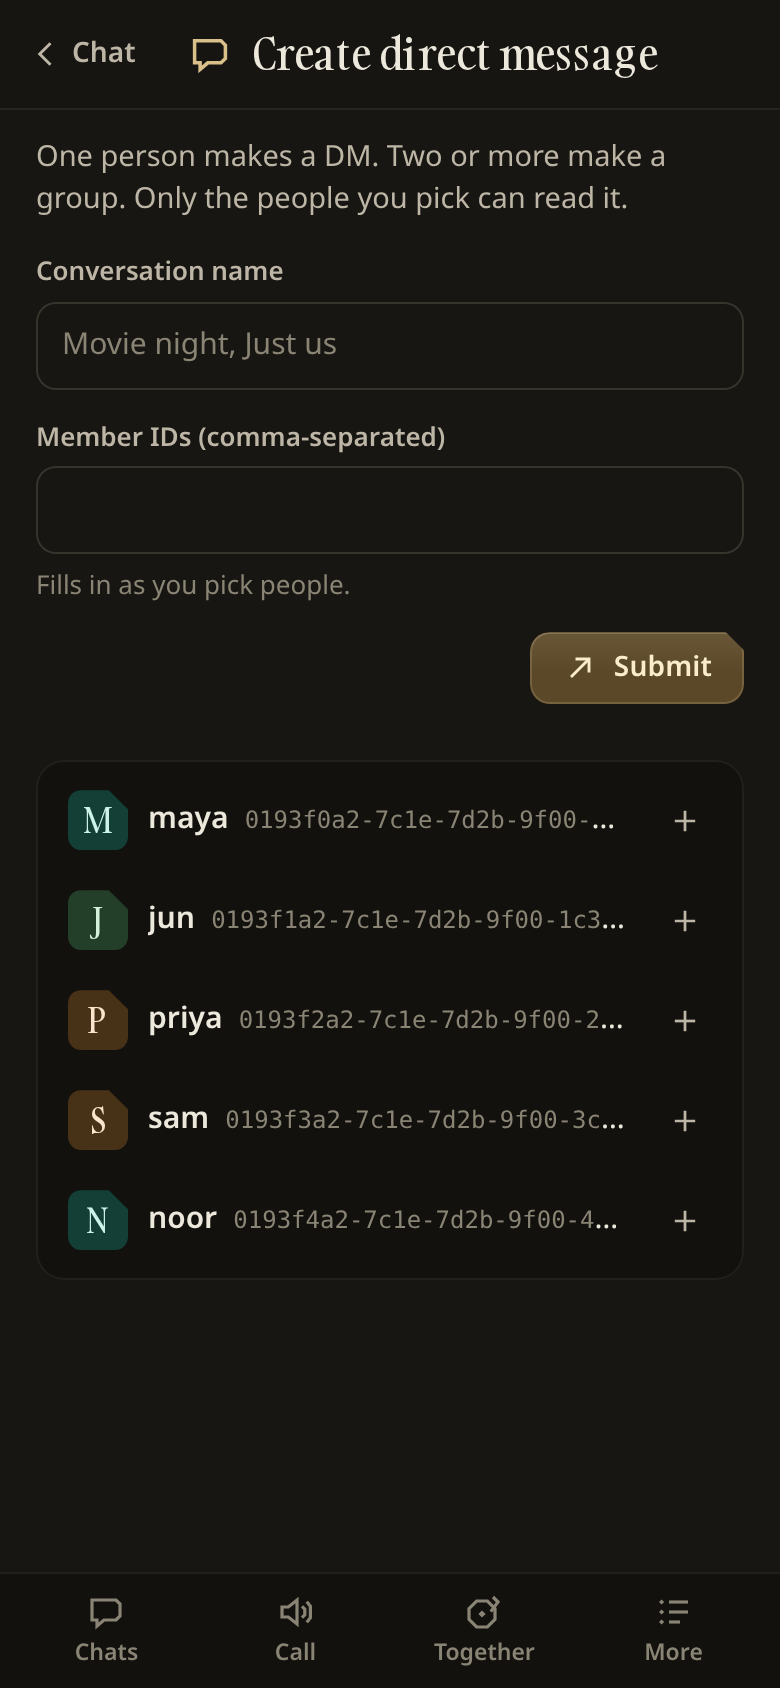 Chat
Create direct message
One person makes a DM. Two or more make a
group. Only the people you pick can read it.
Conversation name
Movie night, Just us
Member IDs (comma-separated)
Fills in as you pick people.
Submit
M maya 0193f0a2-7c1e-7d2b-9f00-...
J jun 0193f1a2-7c1e-7d2b-9f00-1c3...
P priya 0193f2a2-7c1e-7d2b-9f00-2...
S sam 0193f3a2-7c1e-7d2b-9f00-3c...
N noor 0193f4a2-7c1e-7d2b-9f00-4...
Chats Call Together More